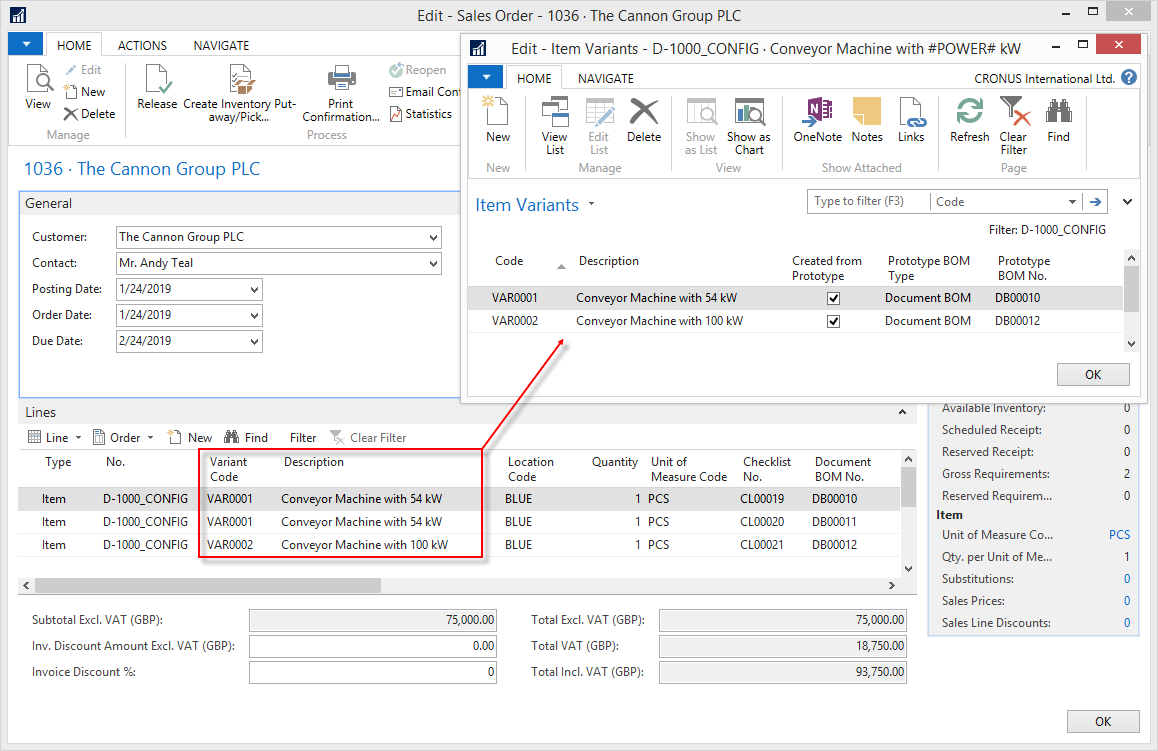 Edit - Sales Order - 1036 · The Cannon Group PLC
HOME ACTIONS NAVIGATE
View
Edit
New
Delete
Manage
Release
Create Inventory Put-
away/Pick...
Print
Confirmation...
Reopen
Email Con
Statistics
Process
1036 · The Cannon Group PLC
General
Customer: The Cannon Group PLC
Contact: Mr. Andy Teal
Posting Date: 1/24/2019
Order Date: 1/24/2019
Due Date: 2/24/2019
Edit - Item Variants - D-1000_CONFIG · Conveyor Machine with #POWER# kW
HOME NAVIGATE CRONUS International Ltd.
New
New
View
List
Edit
List
Delete
Manage
Show
as List
Show as
Chart
View
OneNote
Notes
Links
Show Attached
Refresh
Clear
Filter
Find
Page
Item Variants
Type to filter (F3) Code
Filter: D-1000_CONFIG
Code Description Created from Prototype BOM Prototype
Prototype Type BOM No.
VAR0001 Conveyor Machine with 54 kW Document BOM DB00010
VAR0002 Conveyor Machine with 100 kW Document BOM DB00012
OK
Lines
Line Order New Find Filter Clear Filter
Type No. Variant Description Location Quantity Unit of Checklist Document
Code Code Measure Code No. BOM No.
Item D-1000_CONFIG VAR0001 Conveyor Machine with 54 kW BLUE 1 PCS CL00019 DB00010
Item D-1000_CONFIG VAR0001 Conveyor Machine with 54 kW BLUE 1 PCS CL00020 DB00011
Item D-1000_CONFIG VAR0002 Conveyor Machine with 100 kW BLUE 1 PCS CL00021 DB00012
Available Inventory: 0
Scheduled Receipt: 0
Reserved Receipt: 0
Gross Requirements: 2
Reserved Requirem... 0
Item
Unit of Measure Co... PCS
Qty. per Unit of Me... 1
Substitutions: 0
Sales Prices: 0
Sales Line Discounts: 0
Subtotal Excl. VAT (GBP): 75,000.00 Total Excl. VAT (GBP): 75,000.00
Inv. Discount Amount Excl. VAT (GBP): 0.00 Total VAT (GBP): 18,750.00
Invoice Discount %: 0 Total Incl. VAT (GBP): 93,750.00
OK